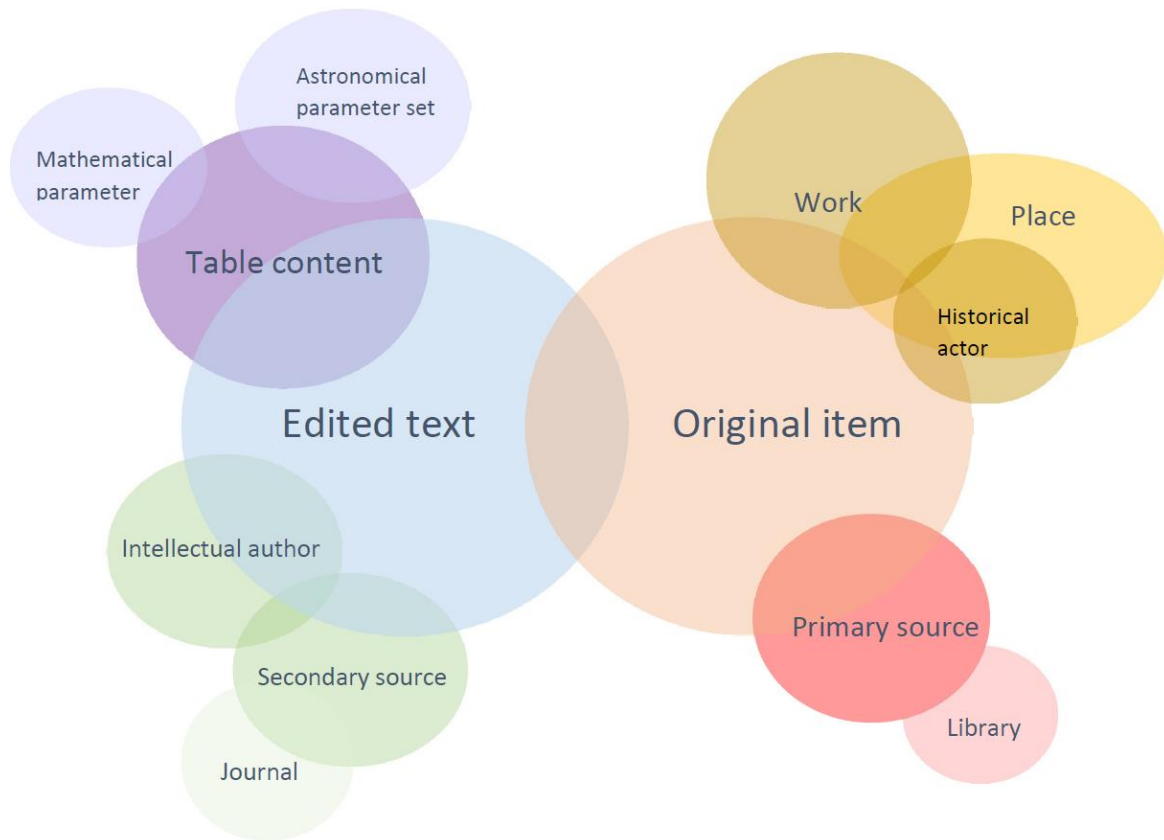 Astronomical
parameter set
Mathematical
parameter
Table content
Work
Place
Historical
actor
Edited text
Original item
Intellectual author
Secondary source
Journal
Primary source
Library